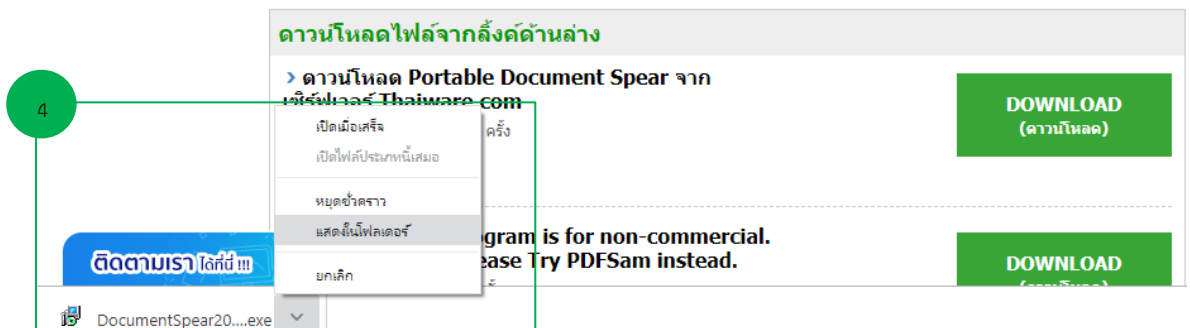 ดาวน์โหลดไฟล์จากลิ้งค์ด้านล่าง
› ดาวน์โหลด Portable Document Spear จาก
เซิร์ฟเวอร์ Thaiware.com
ครั้ง
DOWNLOAD
(ดาวน์โหลด)
4
เปิดเมื่อเสร็จ
เปิดไฟล์ประเภทนี้เสมอ
หยุดชั่วคราว
แสดงในโฟลเดอร์
ยกเลิก
gram is for non-commercial.
ease Try PDFSam instead.
DOWNLOAD
ติดตามเรา ได้ที่นี่ !!!
DocumentSpear20....exe